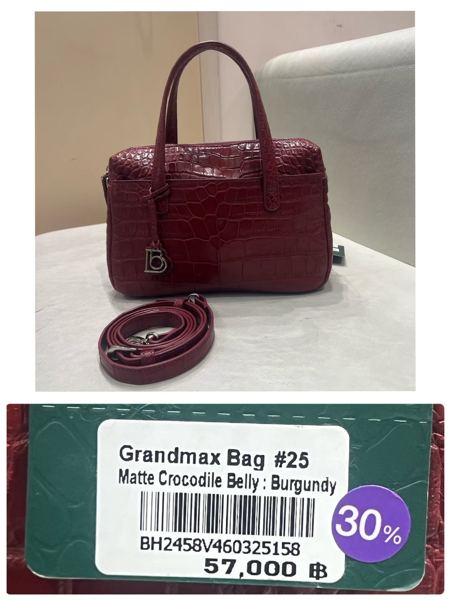 B
Grandmax Bag #25
Matte Crocodile Belly : Burgundy
BH2458V460325158
57,000 ฿
30%